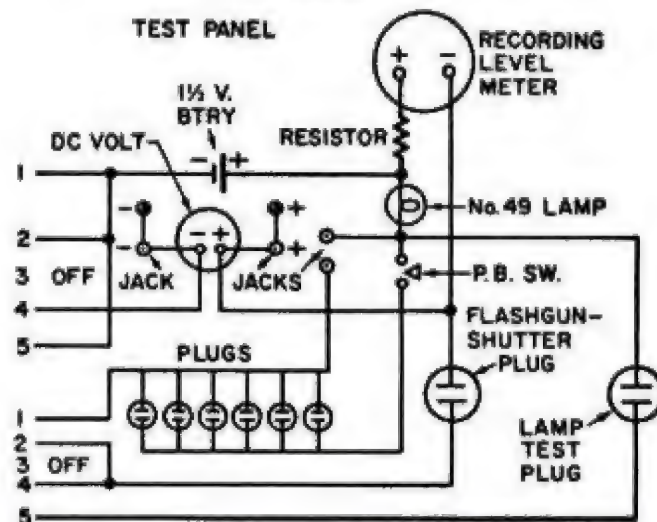 TEST PANEL
RECORDING
LEVEL
METER
+ -
1½ V.
BTRY
RESISTOR
DC VOLT
- +
1
No. 49 LAMP
- +
2
- - + +
3 OFF
JACK
JACKS
P.B. SW.
4
FLASHGUN-
SHUTTER
PLUG
5
PLUGS
1
2
3 OFF
4
LAMP
TEST
PLUG
5